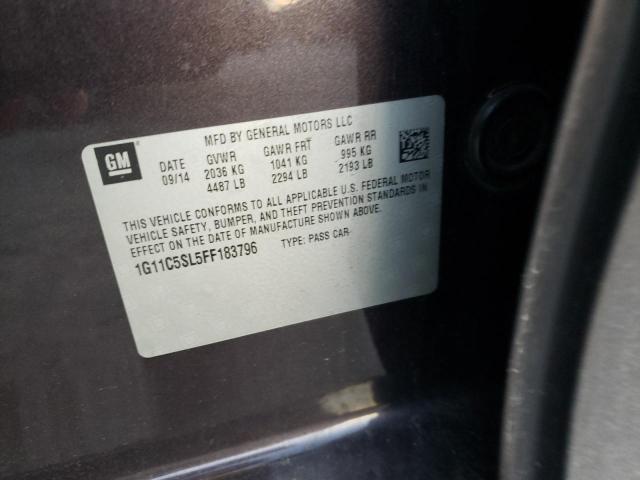 GM
MFD BY GENERAL MOTORS LLC
DATE GVWR GAWR FRT GAWR RR
09/14 2036 KG 1041 KG 995 KG
4487 LB 2294 LB 2193 LB
THIS VEHICLE CONFORMS TO ALL APPLICABLE U.S. FEDERAL MOTOR
VEHICLE SAFETY, BUMPER, AND THEFT PREVENTION STANDARDS IN
EFFECT ON THE DATE OF MANUFACTURE SHOWN ABOVE.
1G11C5SL5FF183796 TYPE: PASS CAR